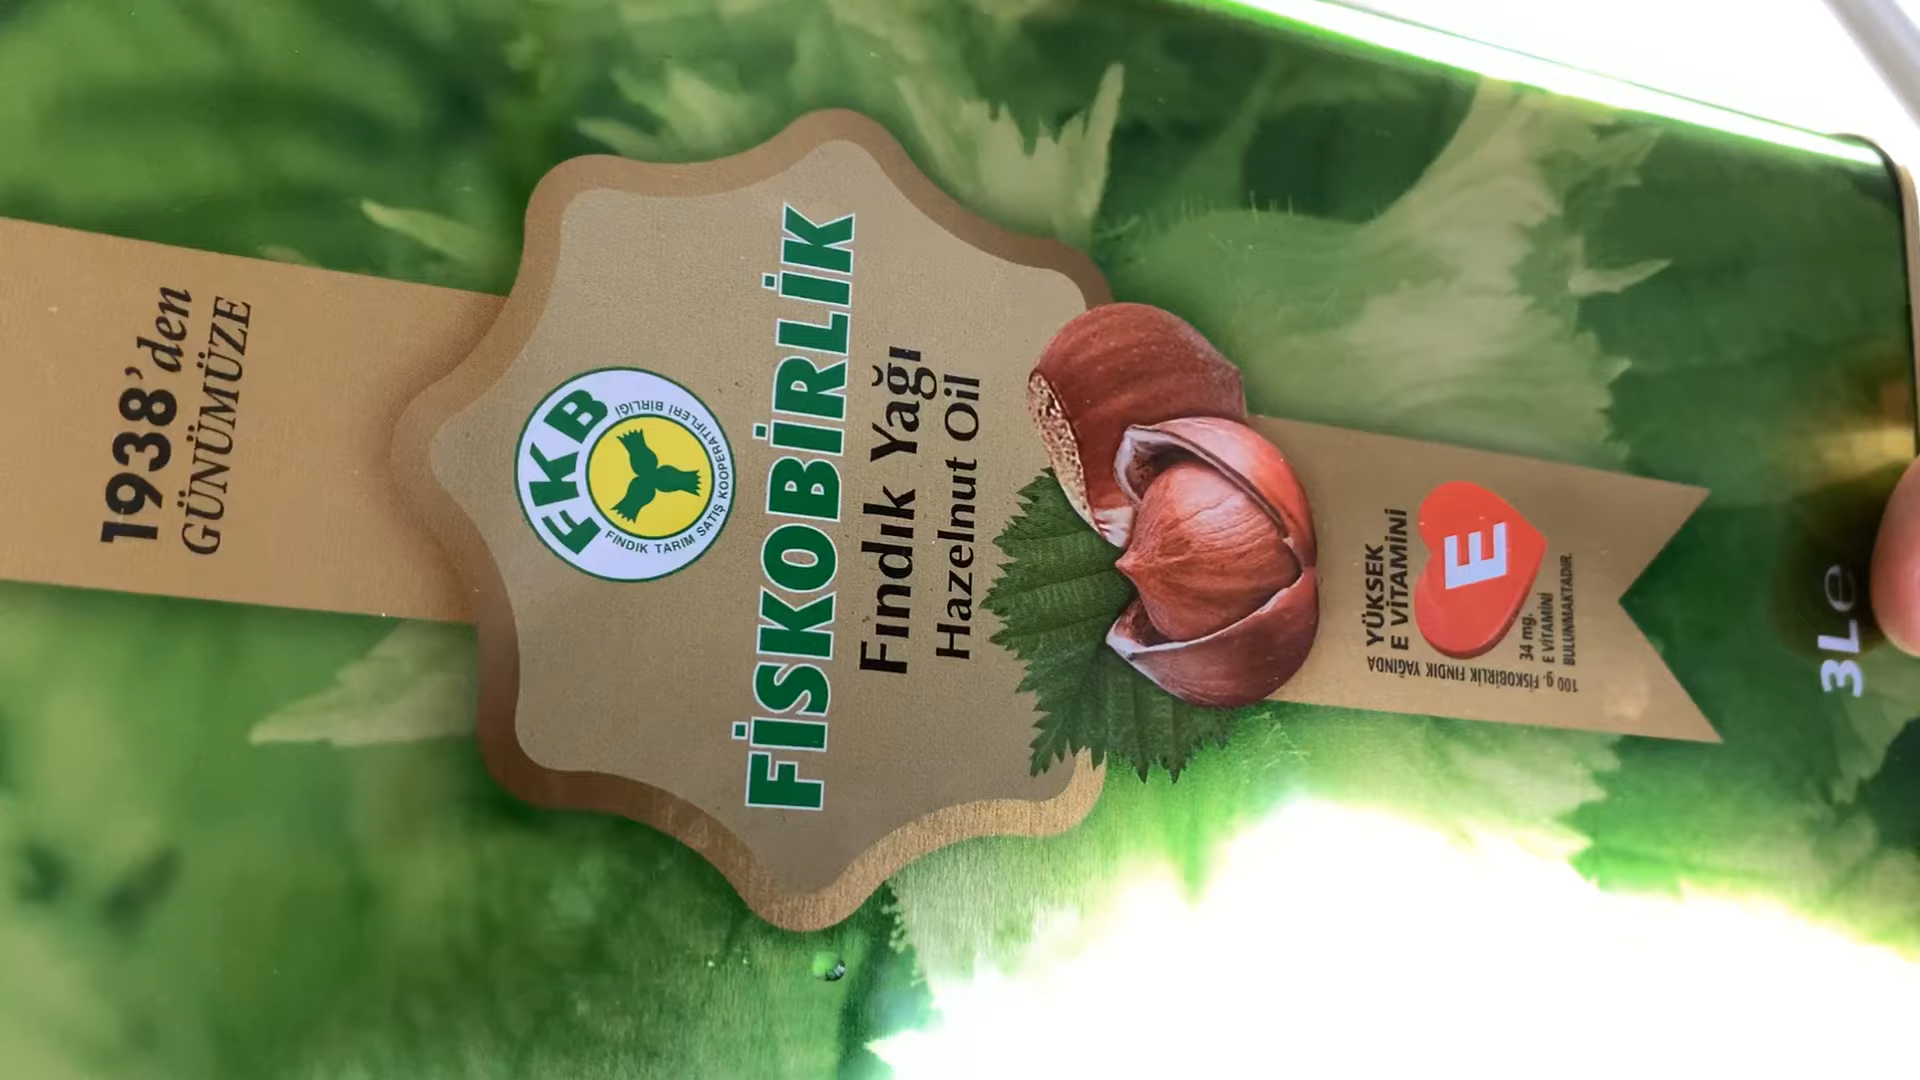 1938’den
GÜNÜMÜZE
FKB
FINDIK TARIM SATIŞ KOOPERATİFLERİ BİRLİĞİ
FİSKOBİRLİK
Fındık Yağı
Hazelnut Oil
YÜKSEK
E VİTAMİNİ
E
100 g. FİSKOBİRLİK FINDIK YAĞINDA
34 mg.
E VİTAMİNİ
BULUNMAKTADIR.
3Le